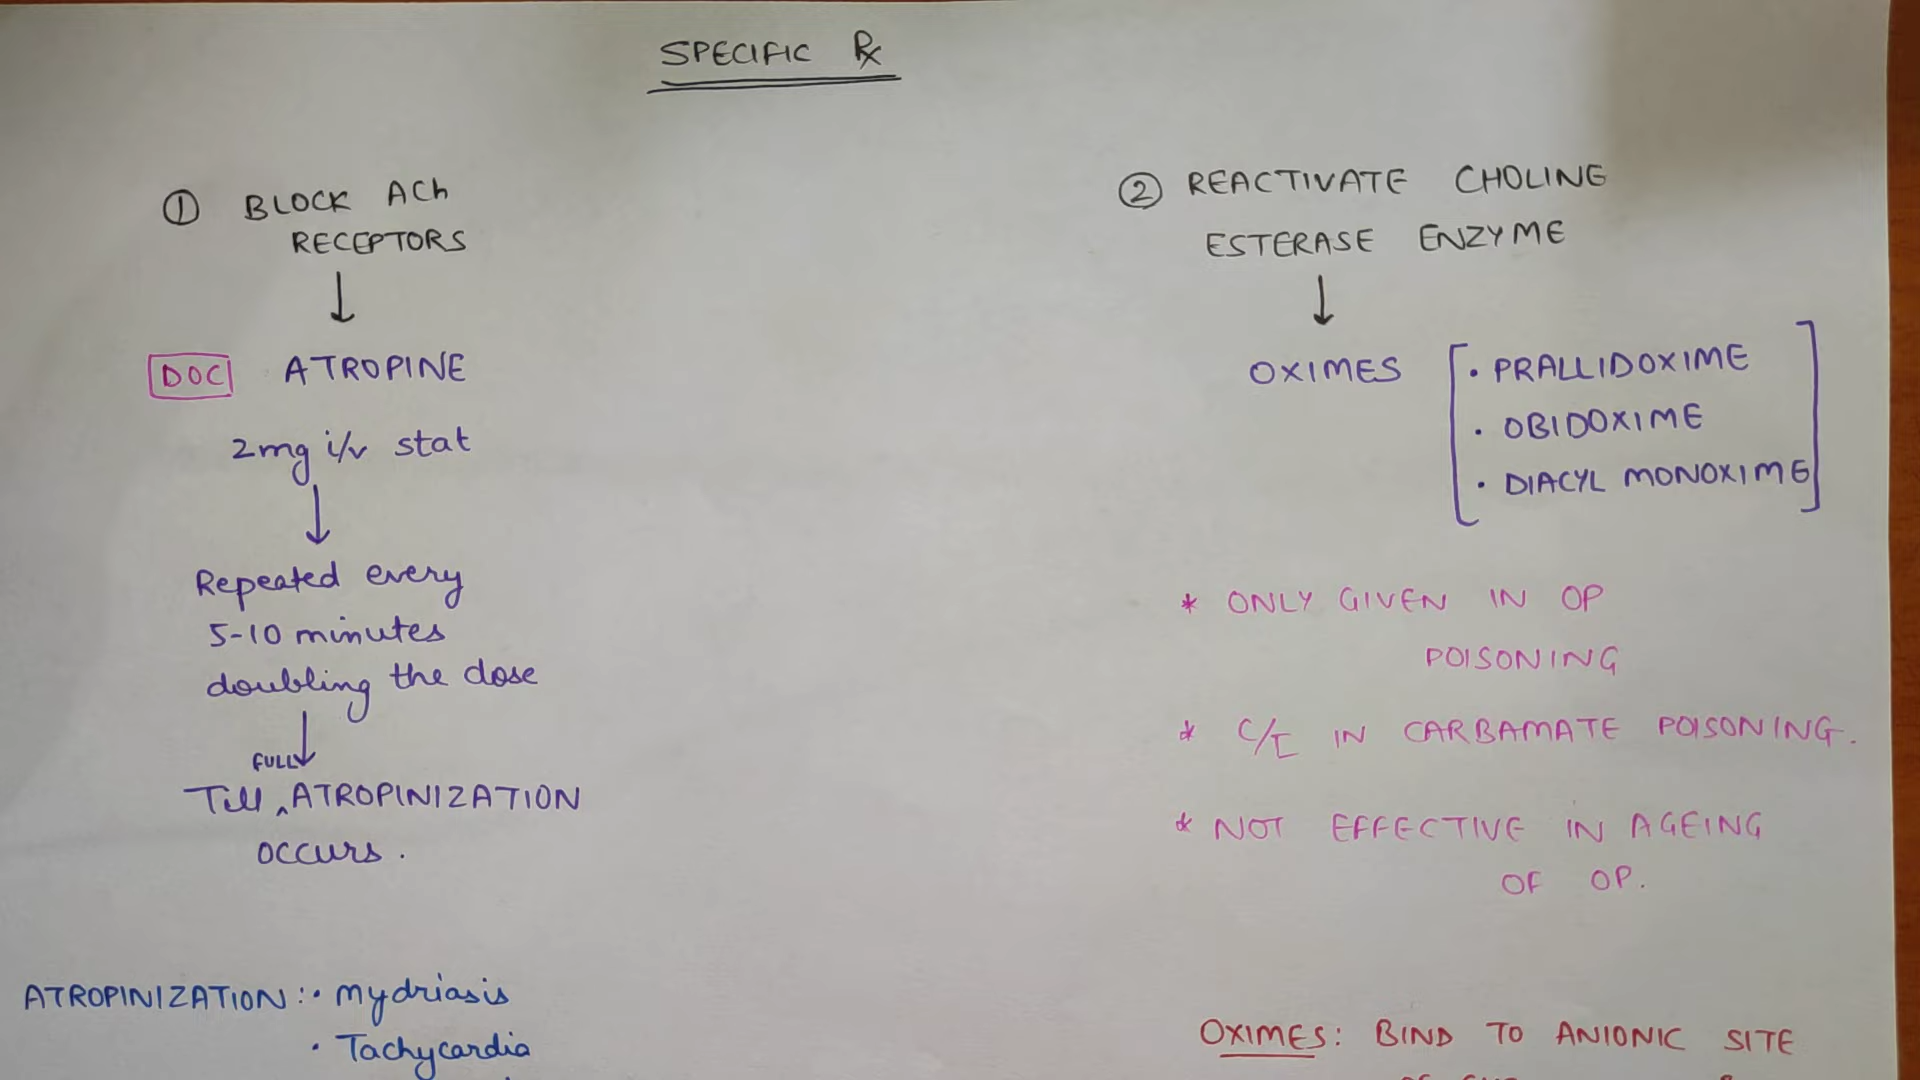 SPECIFIC Rx
① BLOCK ACh
RECEPTORS
↓
DOC ATROPINE
2mg i/v stat
↓
Repeated every
5-10 minutes
doubling the dose
↓
FULL
Till ^ ATROPINIZATION
occurs.
ATROPINIZATION: • mydriasis
• Tachycardia
② REACTIVATE CHOLINE
ESTERASE ENZYME
↓
OXIMES [ • PRALLIDOXIME
• OBIDOXIME
• DIACYL MONOXIME ]
* ONLY GIVEN IN OP
POISONING
* C/I IN CARBAMATE POISONING.
* NOT EFFECTIVE IN AGEING
OF OP.
OXIMES: BIND TO ANIONIC SITE